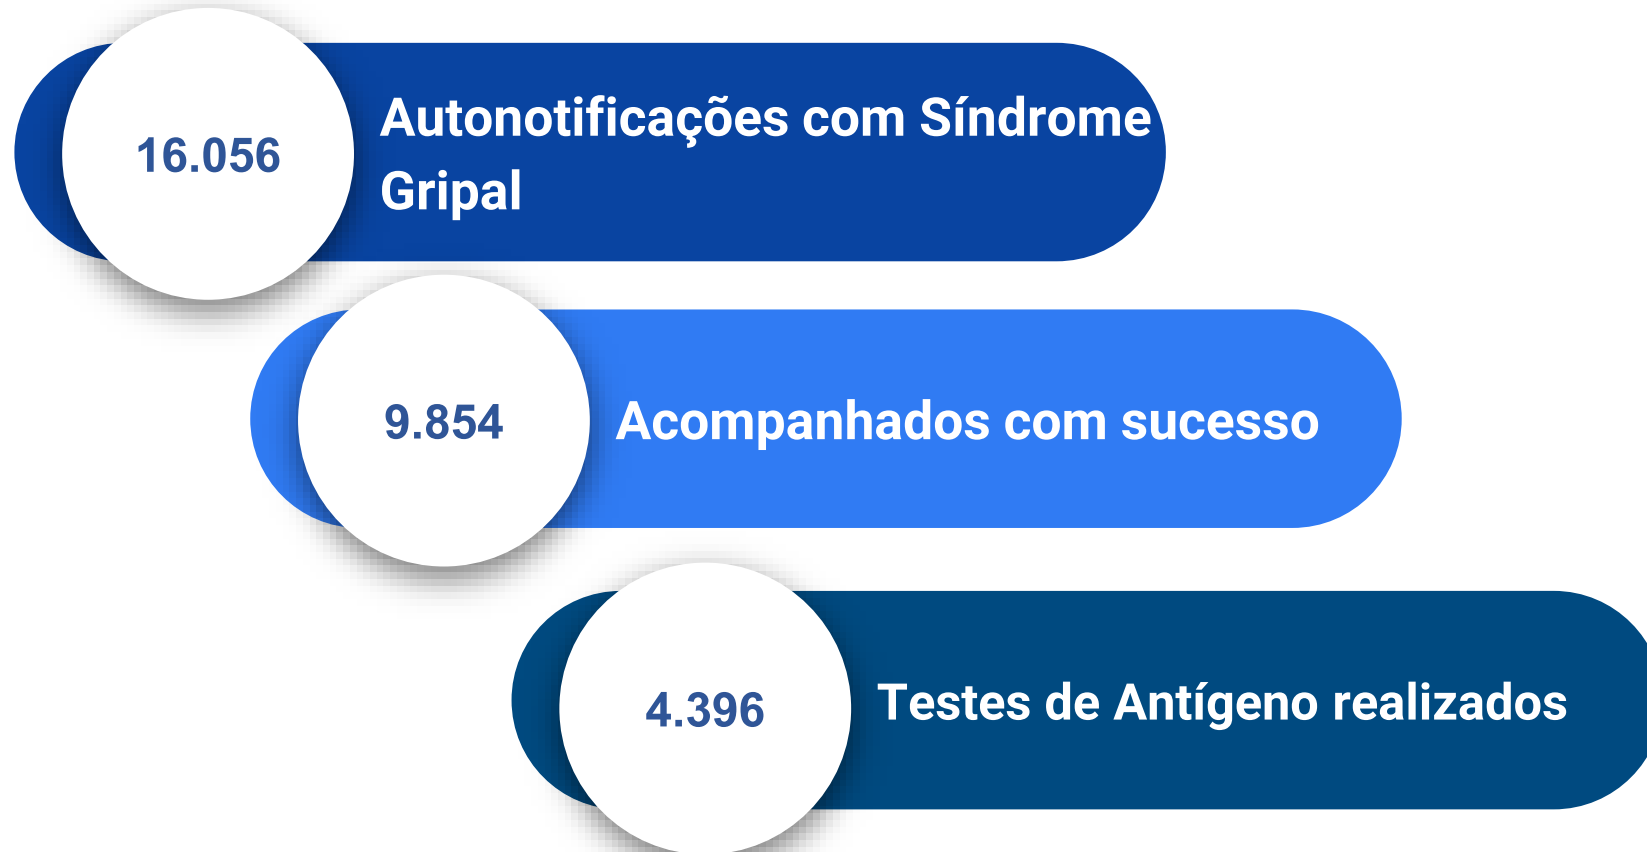 16.056
Autonotificações com Síndrome
Gripal
9.854
Acompanhados com sucesso
4.396
Testes de Antígeno realizados